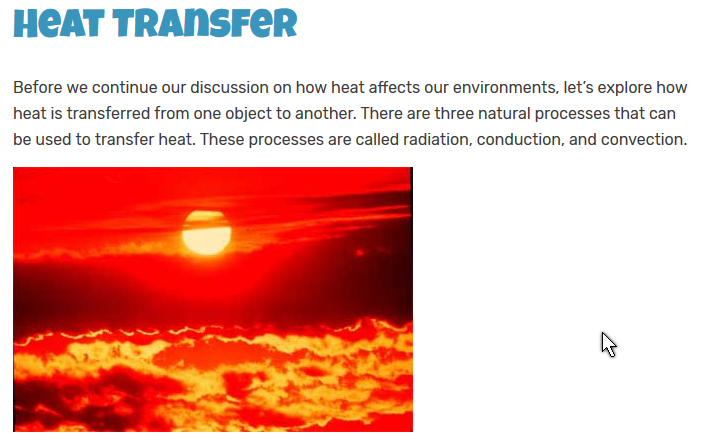 Heat Transfer
Before we continue our discussion on how heat affects our environments, let’s explore how
heat is transferred from one object to another. There are three natural processes that can
be used to transfer heat. These processes are called radiation, conduction, and convection.